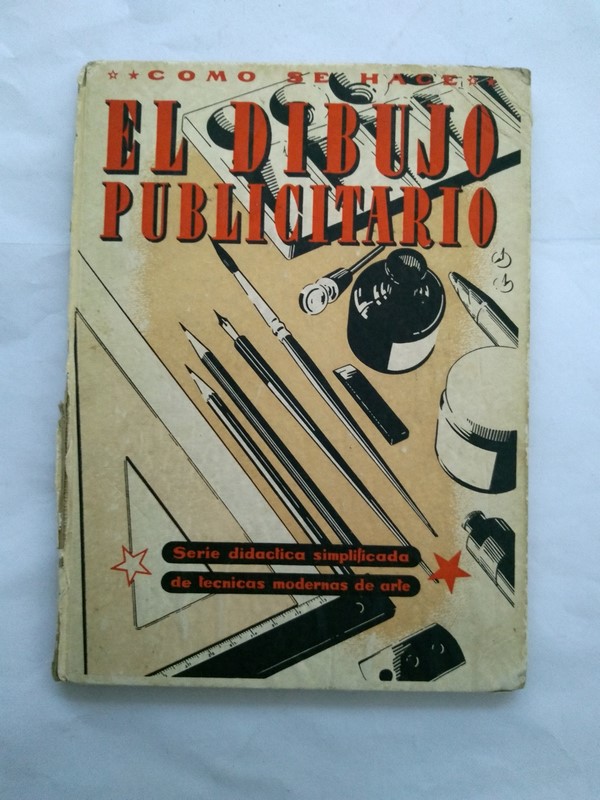 COMO SE HACE
EL DIBUJO
PUBLICITARIO
Serie didactica simplificada
de tecnicas modernas de arte